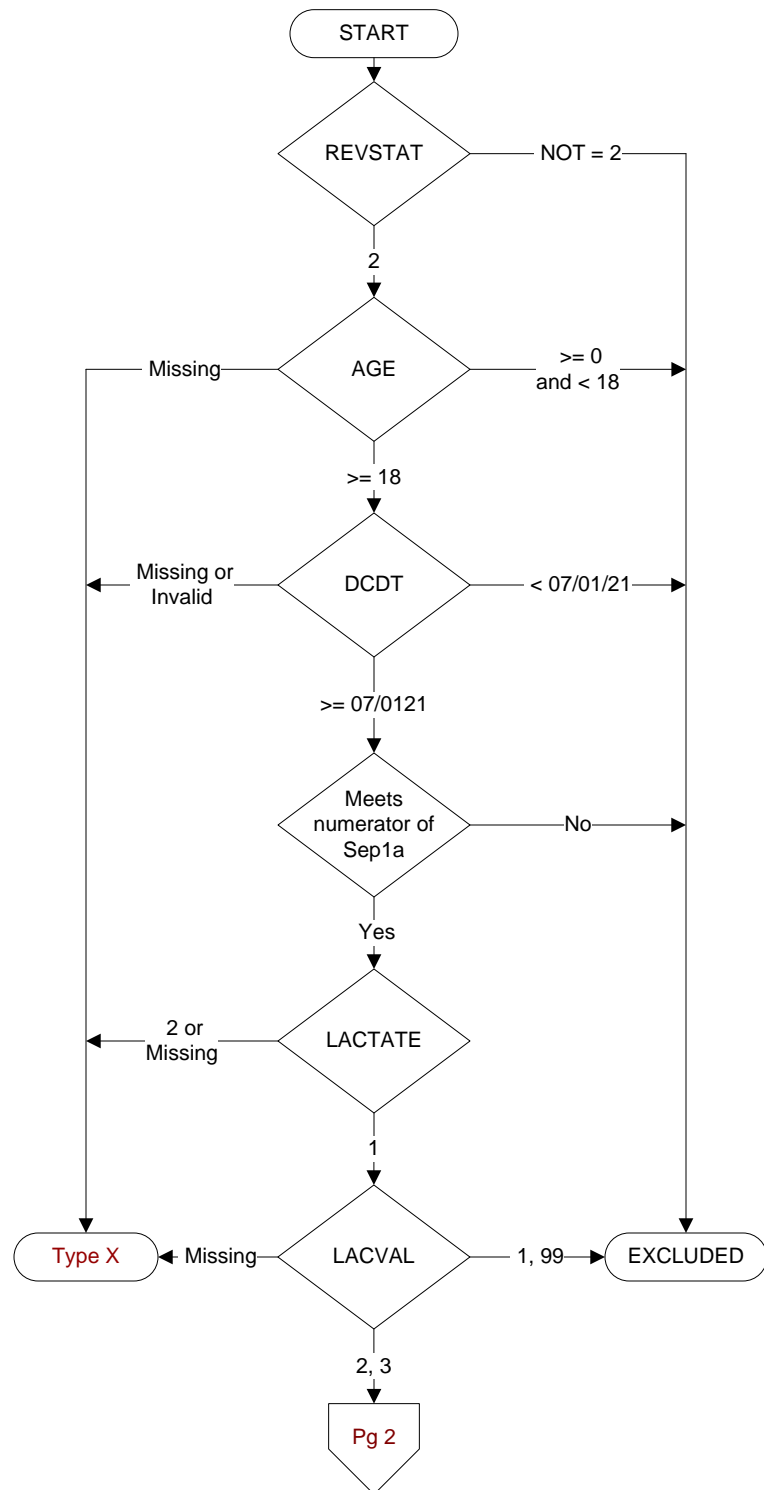 START
REVSTAT
NOT = 2
2
AGE
Missing
>= 0
and < 18
>= 18
Missing or
Invalid
DCDT
< 07/01/21
>= 07/0121
Meets
numerator of
Sep1a
No
Yes
2 or
Missing
LACTATE
1
Type X
Missing
LACVAL
1, 99
EXCLUDED
2, 3
Pg 2